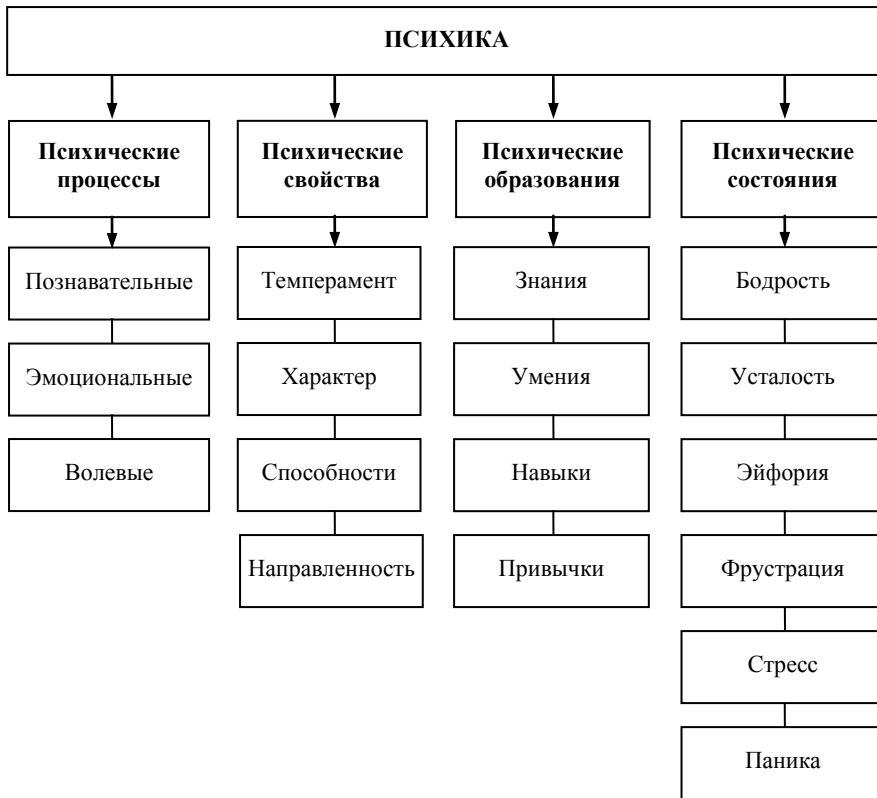 ПСИХИКА
Психические
процессы
Психические
свойства
Психические
образования
Психические
состояния
Познавательные
Темперамент
Знания
Бодрость
Эмоциональные
Характер
Умения
Усталость
Волевые
Способности
Навыки
Эйфория
Направленность
Привычки
Фрустрация
Стресс
Паника